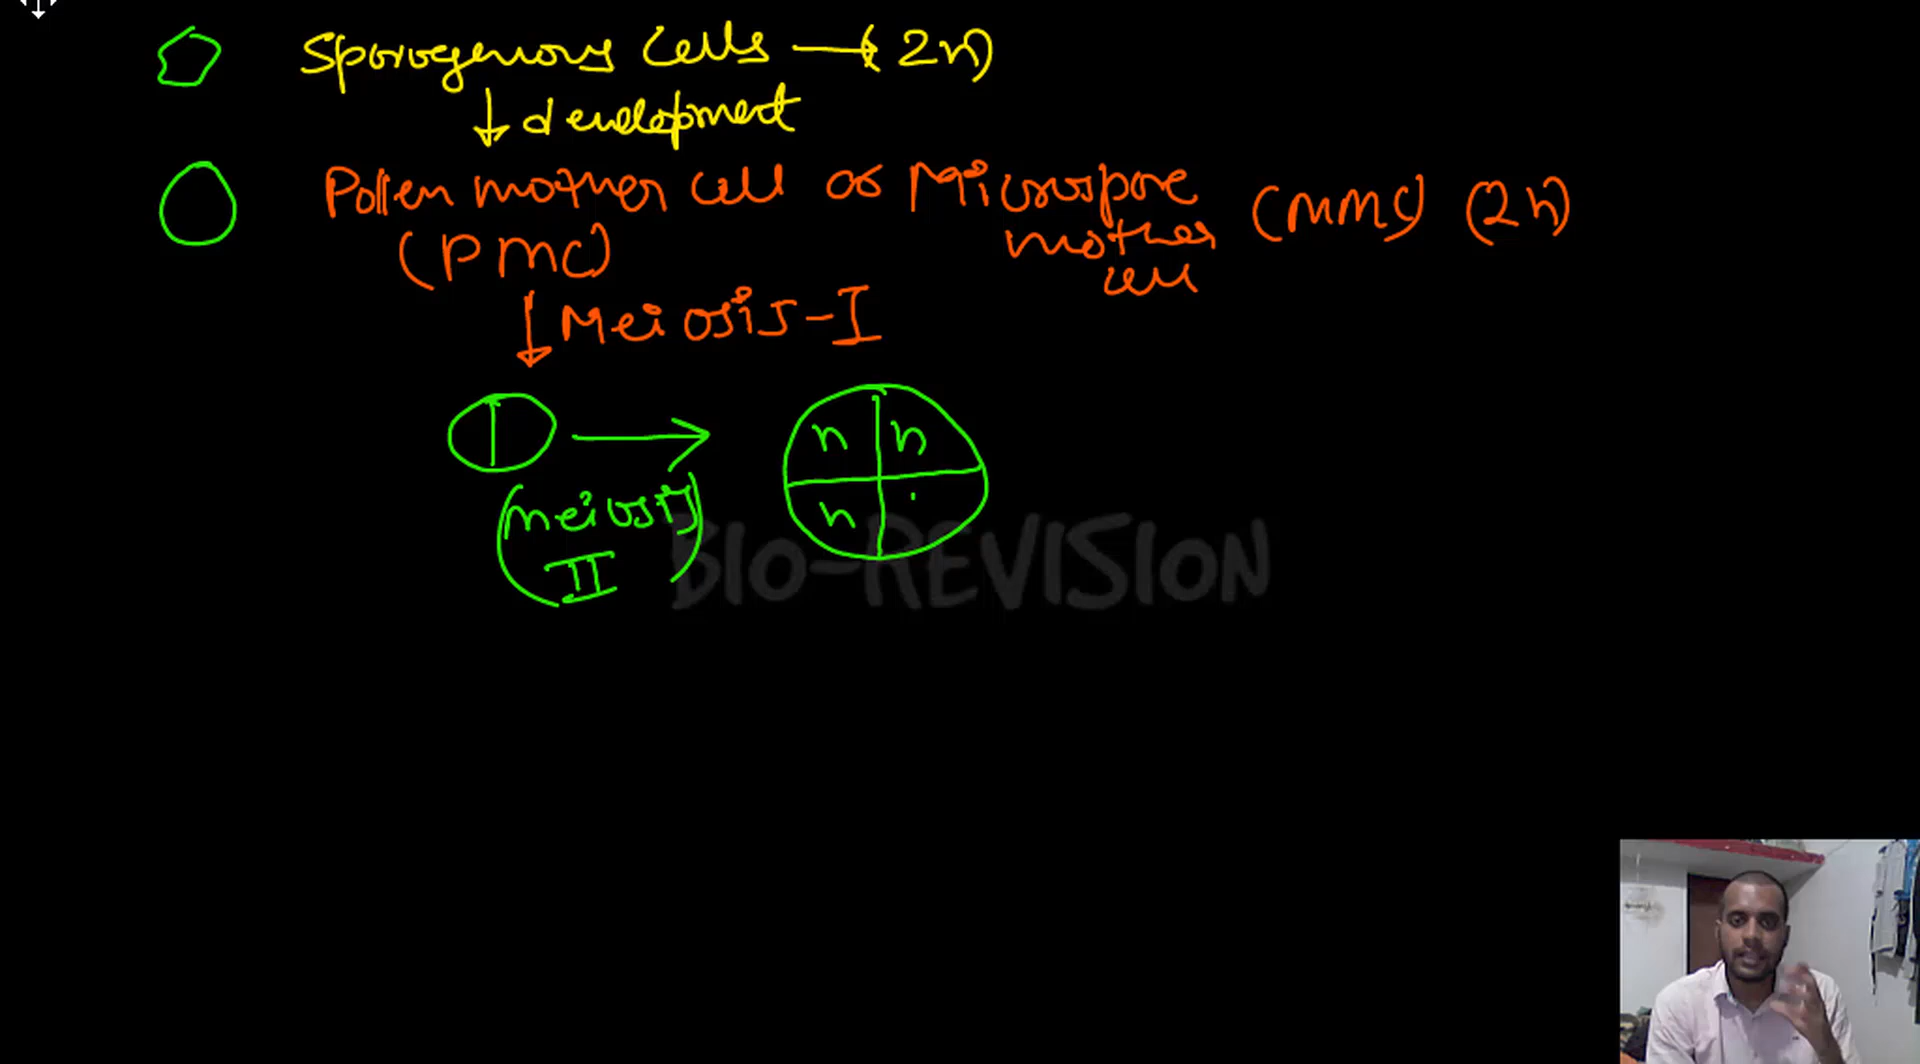 Sporogenous cells → (2n)
↓ development
Pollen mother cell or Microspore mother cell (MMC) (2n)
(PMC)
↓ Meiosis-I
n n
n
(Meiosis II)
BIO-REVISION